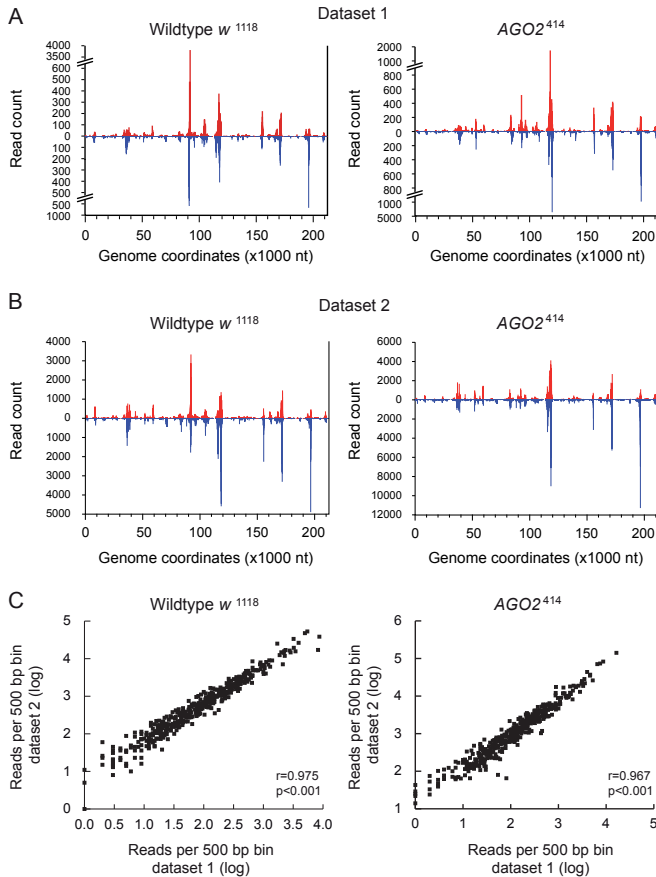 A
Dataset 1
Wildtype w 1118
AGO2 414
Read count
4000
3500
600
500
400
300
200
100
0
100
200
300
400
500
500
1000
0 50 100 150 200
Genome coordinates (x1000 nt)
Read count
2000
1000
800
600
400
200
0
200
400
600
800
4000
5000
0 50 100 150 200
Genome coordinates (x1000 nt)
B
Dataset 2
Wildtype w 1118
AGO2 414
Read count
4000
3000
2000
1000
0
1000
2000
3000
4000
5000
0 50 100 150 200
Genome coordinates (x1000 nt)
Read count
6000
4000
2000
0
2000
4000
6000
8000
10000
12000
0 50 100 150 200
Genome coordinates (x1000 nt)
C
Wildtype w 1118
AGO2 414
Reads per 500 bp bin
dataset 2 (log)
5
4
3
2
1
0
r=0.975
p<0.001
0.0 0.5 1.0 1.5 2.0 2.5 3.0 3.5 4.0
Reads per 500 bp bin
dataset 1 (log)
Reads per 500 bp bin
dataset 2 (log)
6
5
4
3
2
1
r=0.967
p<0.001
0 1 2 3 4 5
Reads per 500 bp bin
dataset 1 (log)